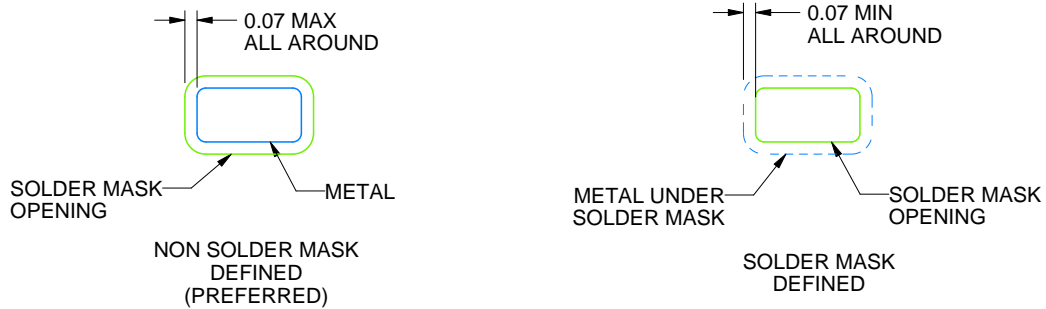 0.07 MAX
ALL AROUND
SOLDER MASK
OPENING
METAL
NON SOLDER MASK
DEFINED
(PREFERRED)
0.07 MIN
ALL AROUND
METAL UNDER
SOLDER MASK
SOLDER MASK
OPENING
SOLDER MASK
DEFINED